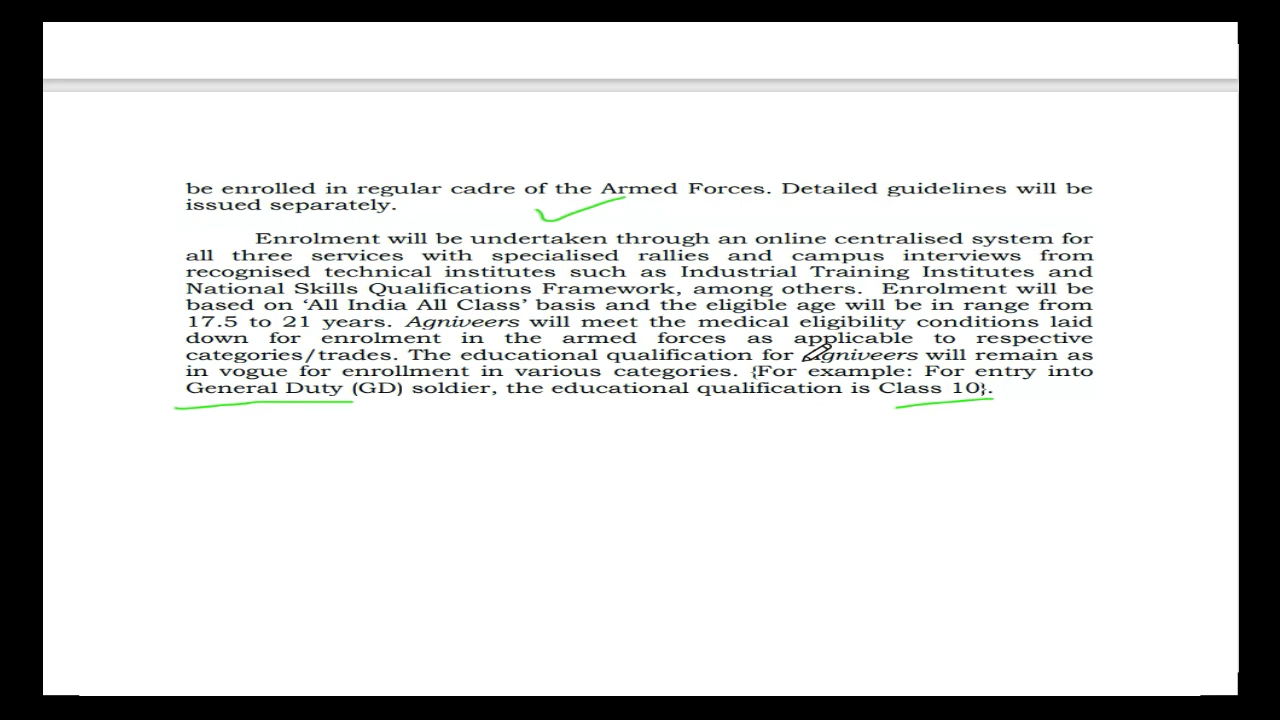 be enrolled in regular cadre of the Armed Forces. Detailed guidelines will be
issued separately.
Enrolment will be undertaken through an online centralised system for
all three services with specialised rallies and campus interviews from
recognised technical institutes such as Industrial Training Institutes and
National Skills Qualifications Framework, among others. Enrolment will be
based on ‘All India All Class’ basis and the eligible age will be in range from
17.5 to 21 years. Agniveers will meet the medical eligibility conditions laid
down for enrolment in the armed forces as applicable to respective
categories/trades. The educational qualification for Agniveers will remain as
in vogue for enrollment in various categories. {For example: For entry into
General Duty (GD) soldier, the educational qualification is Class 10}.